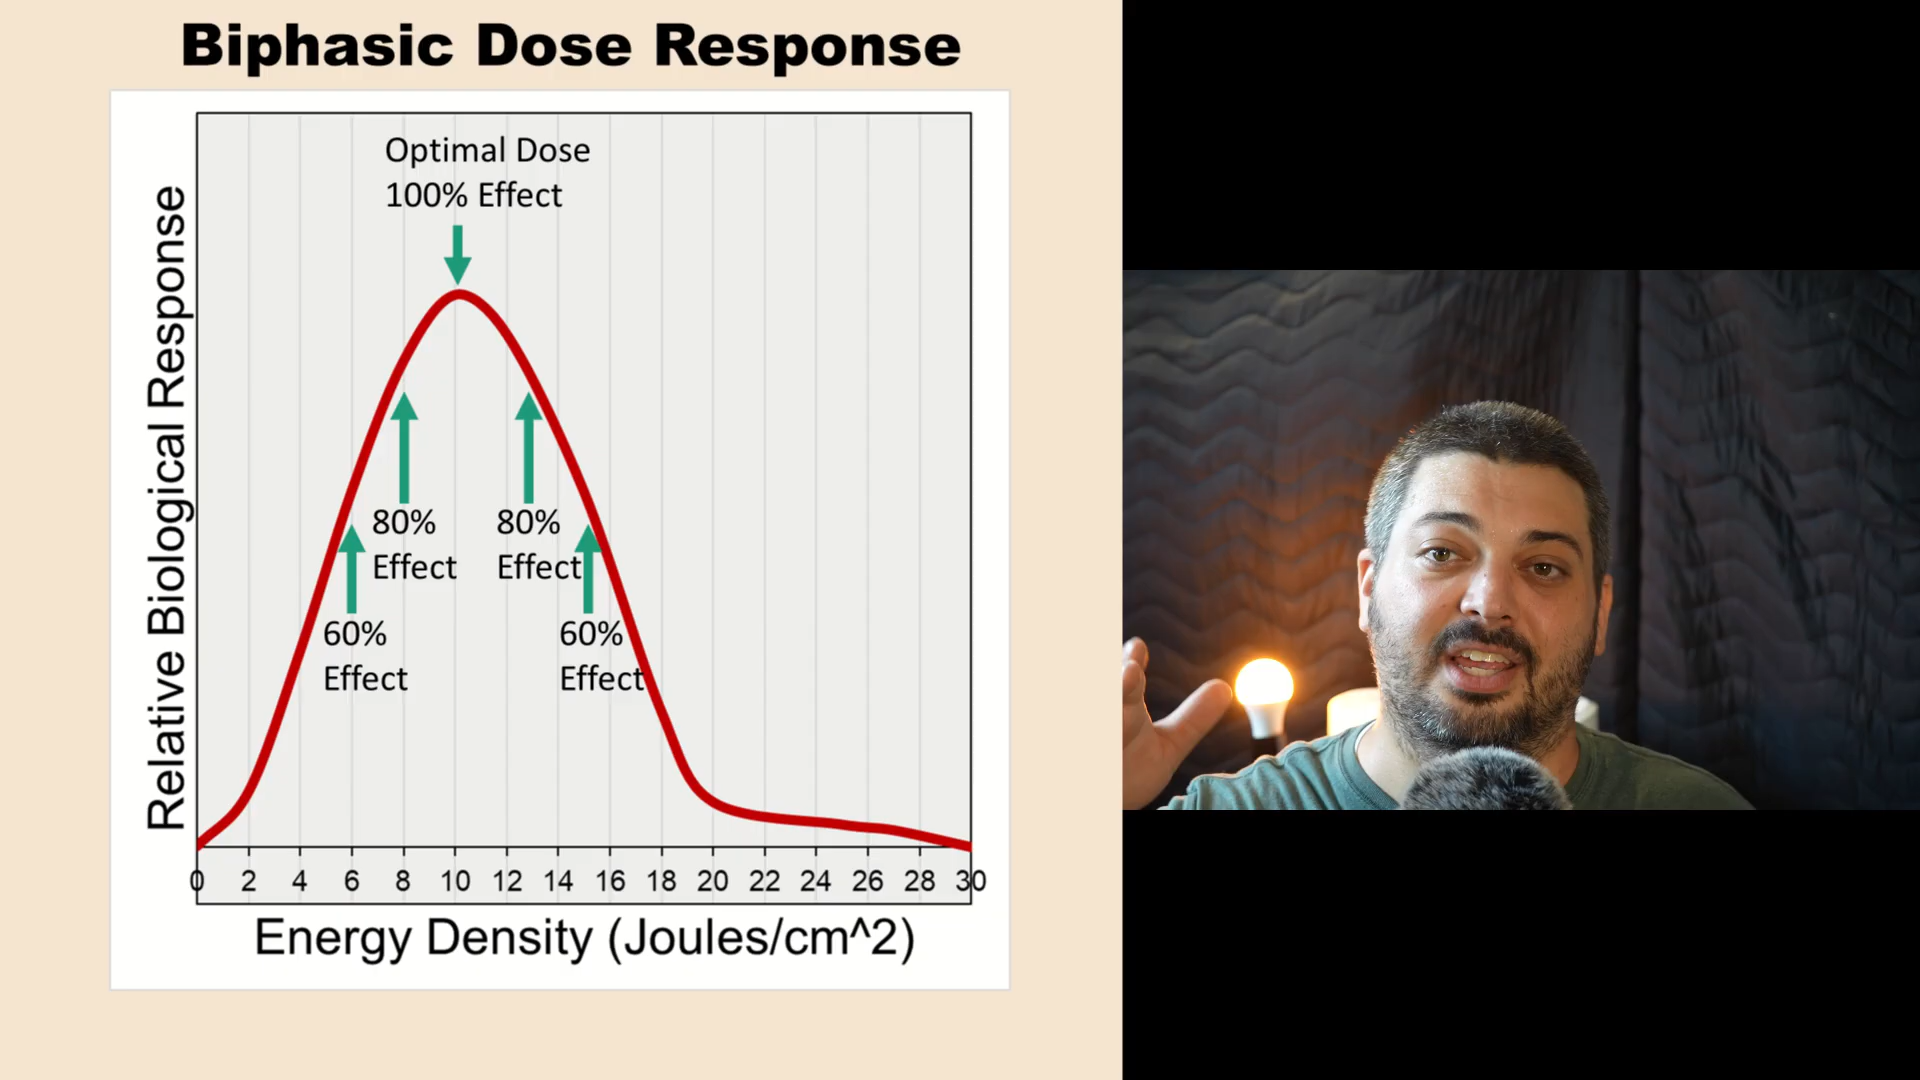 Biphasic Dose Response
Relative Biological Response
Optimal Dose
100% Effect
80%
Effect
80%
Effect
60%
Effect
60%
Effect
0 2 4 6 8 10 12 14 16 18 20 22 24 26 28 30
Energy Density (Joules/cm^2)